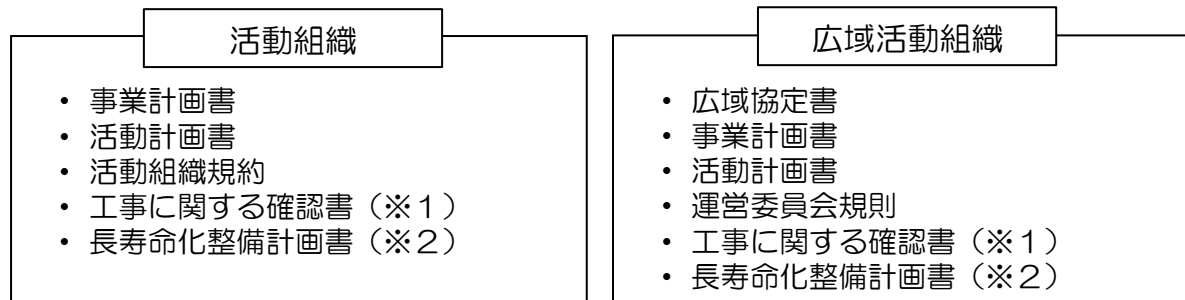 活動組織
・ 事業計画書
・ 活動計画書
・ 活動組織規約
・ 工事に関する確認書（※１）
・ 長寿命化整備計画書（※２）
広域活動組織
・ 広域協定書
・ 事業計画書
・ 活動計画書
・ 運営委員会規則
・ 工事に関する確認書（※１）
・ 長寿命化整備計画書（※２）